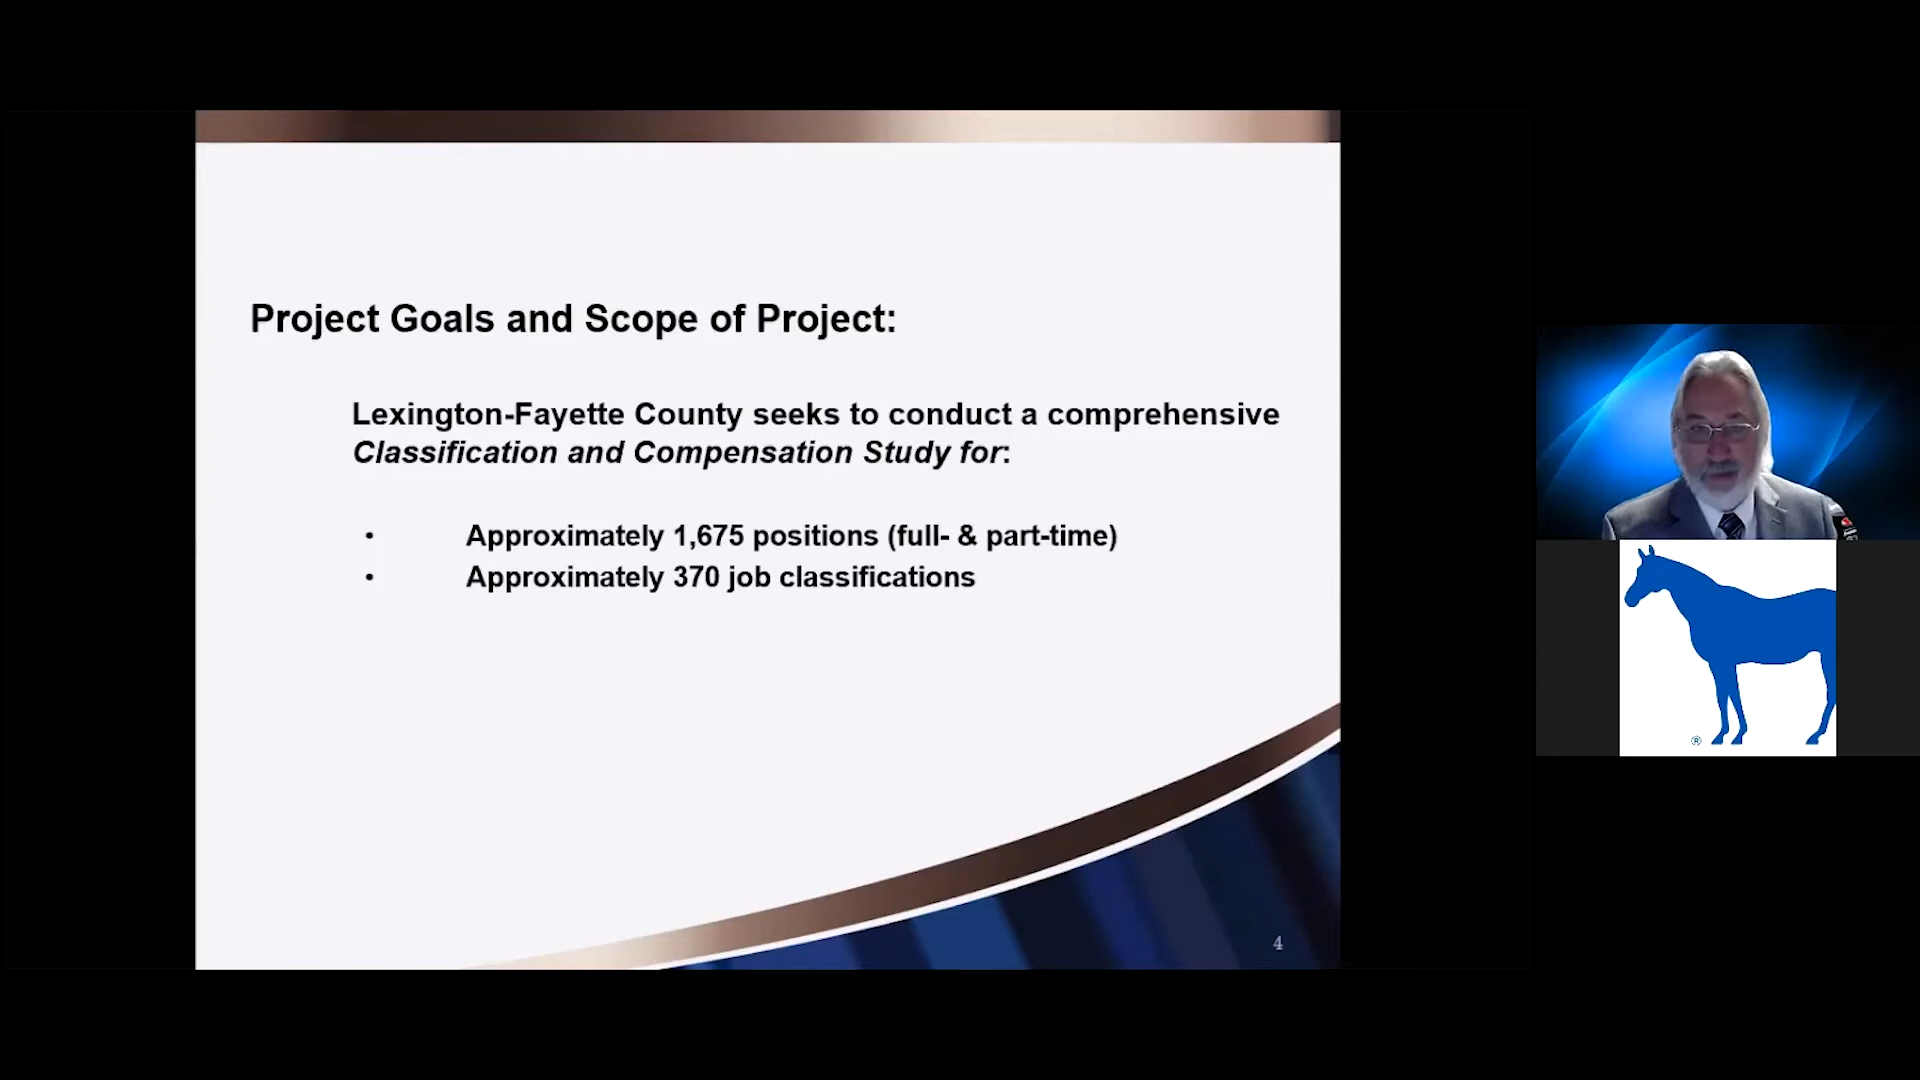 Project Goals and Scope of Project:
Lexington-Fayette County seeks to conduct a comprehensive
Classification and Compensation Study for:
• Approximately 1,675 positions (full- & part-time)
• Approximately 370 job classifications
4
®